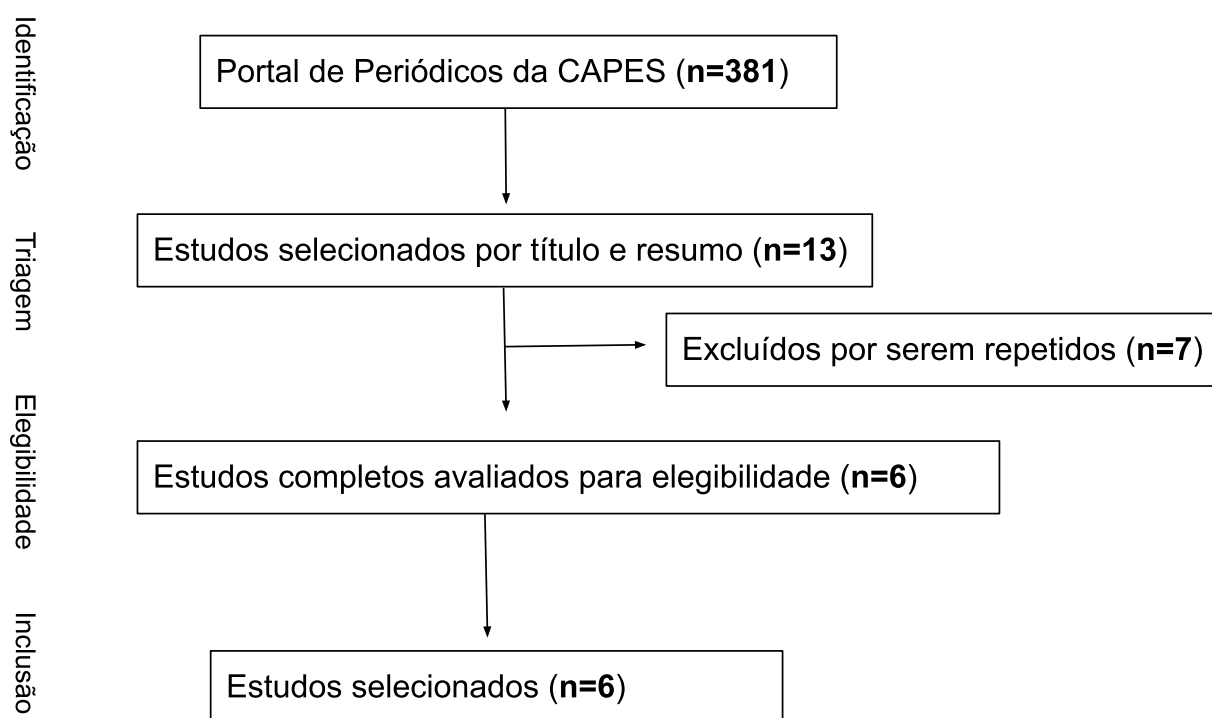 Identificação
Portal de Periódicos da CAPES (n=381)
Triagem
Estudos selecionados por título e resumo (n=13)
Excluídos por serem repetidos (n=7)
Elegibilidade
Estudos completos avaliados para elegibilidade (n=6)
Inclusão
Estudos selecionados (n=6)